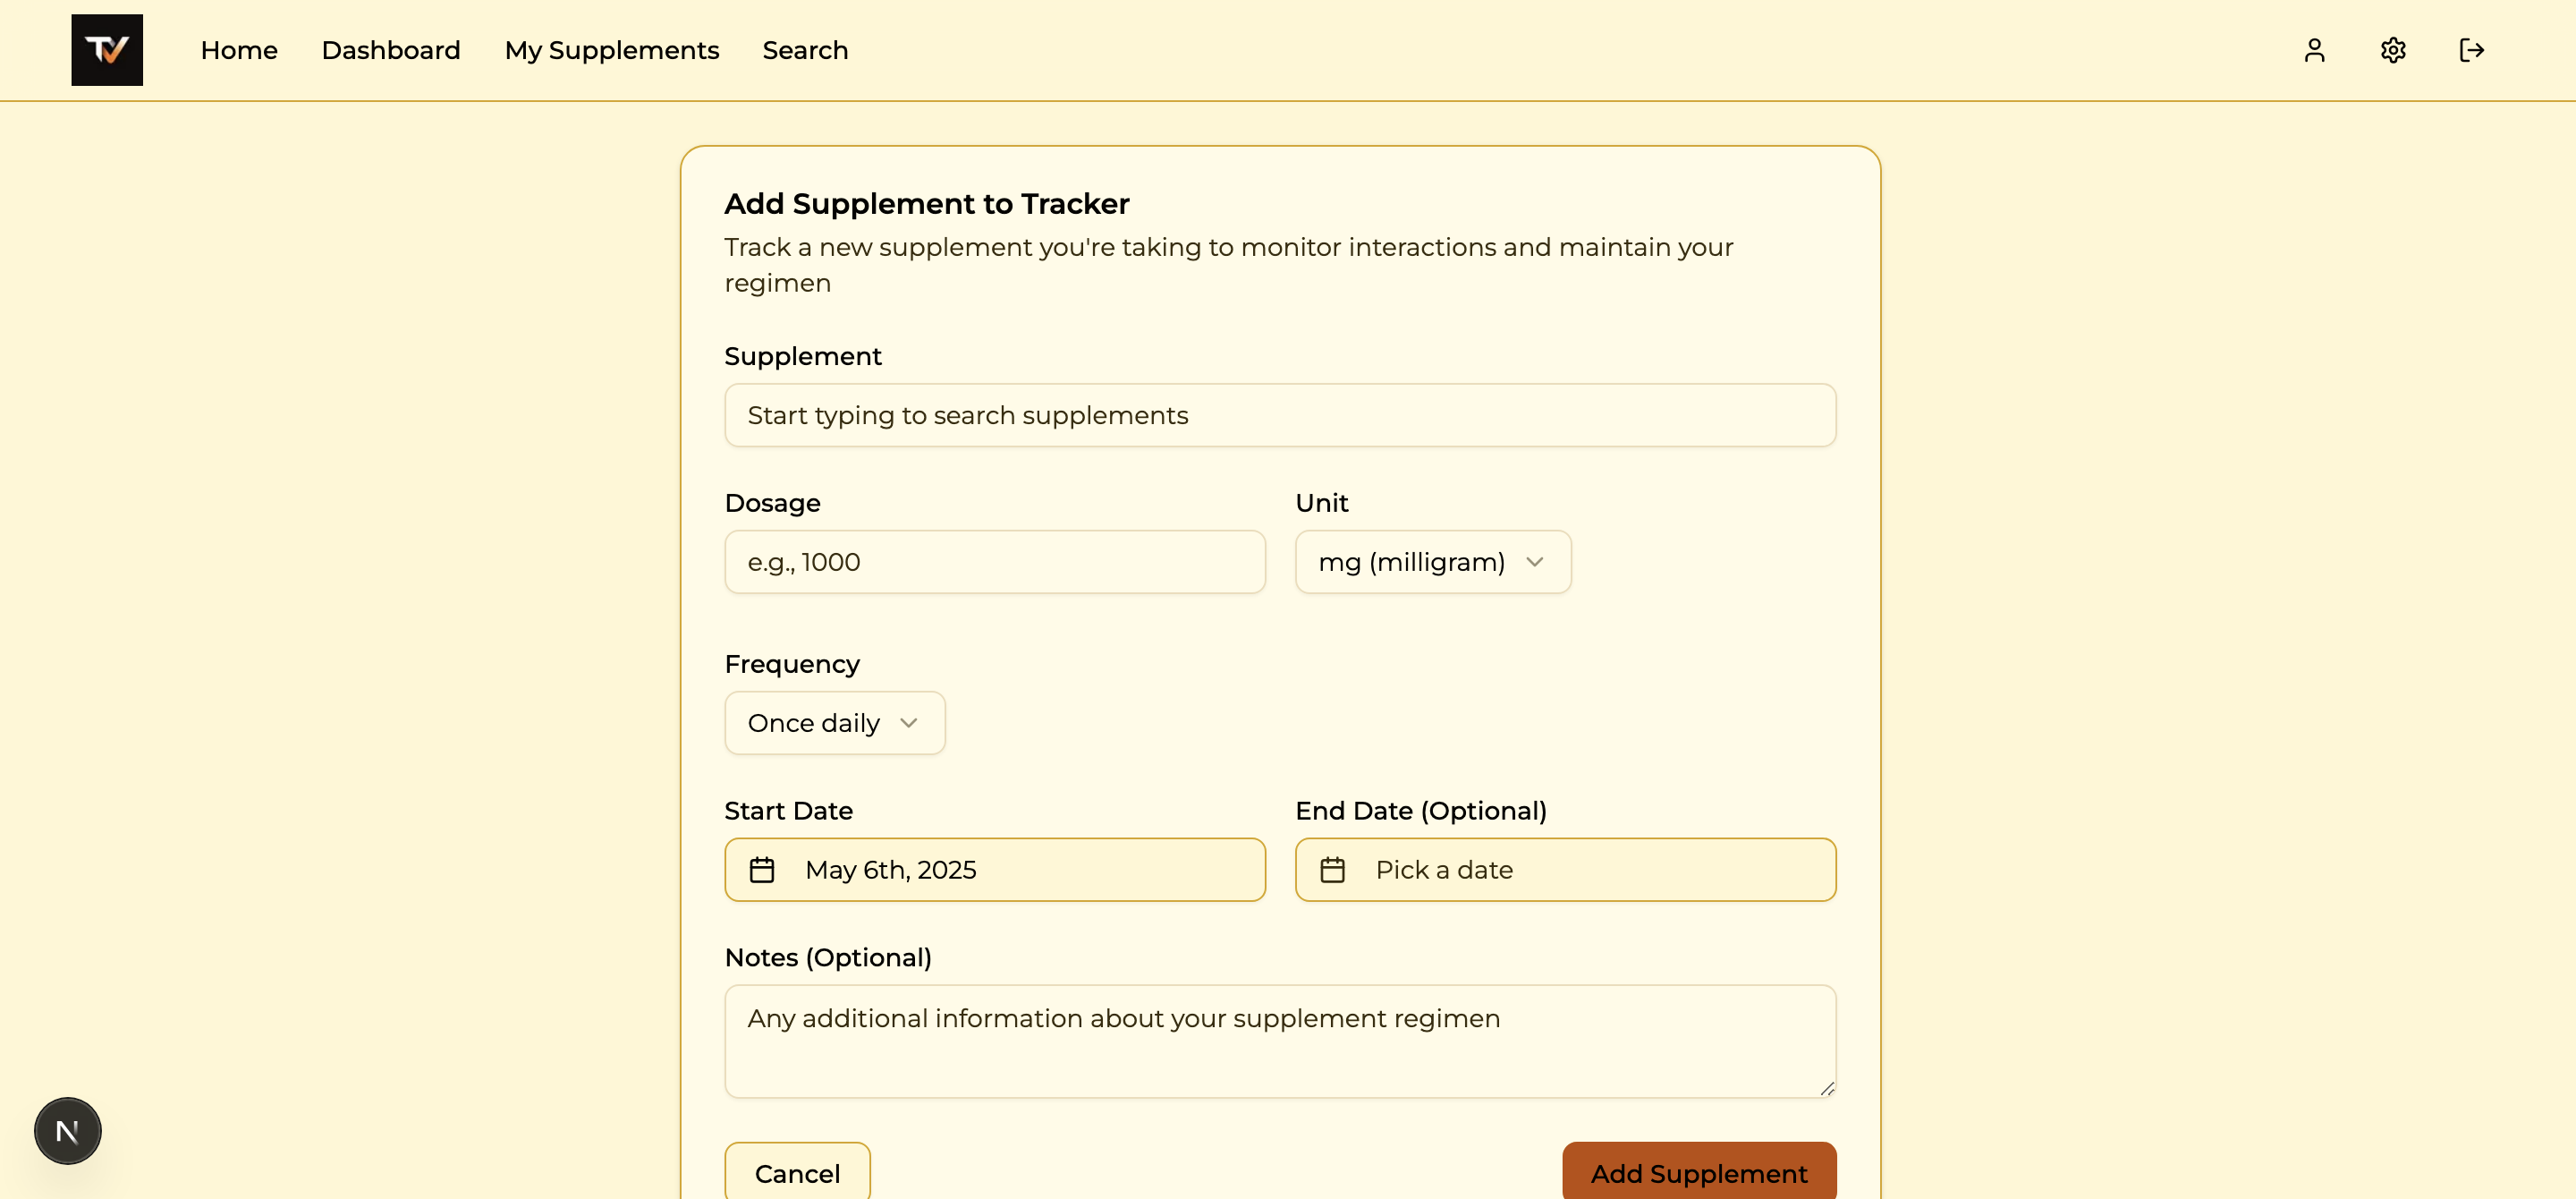 TV
Home
Dashboard
My Supplements
Search
Add Supplement to Tracker
Track a new supplement you're taking to monitor interactions and maintain your
regimen
Supplement
Start typing to search supplements
Dosage
Unit
e.g., 1000
mg (milligram)
Frequency
Once daily
Start Date
End Date (Optional)
May 6th, 2025
Pick a date
Notes (Optional)
Any additional information about your supplement regimen
N
Cancel
Add Supplement